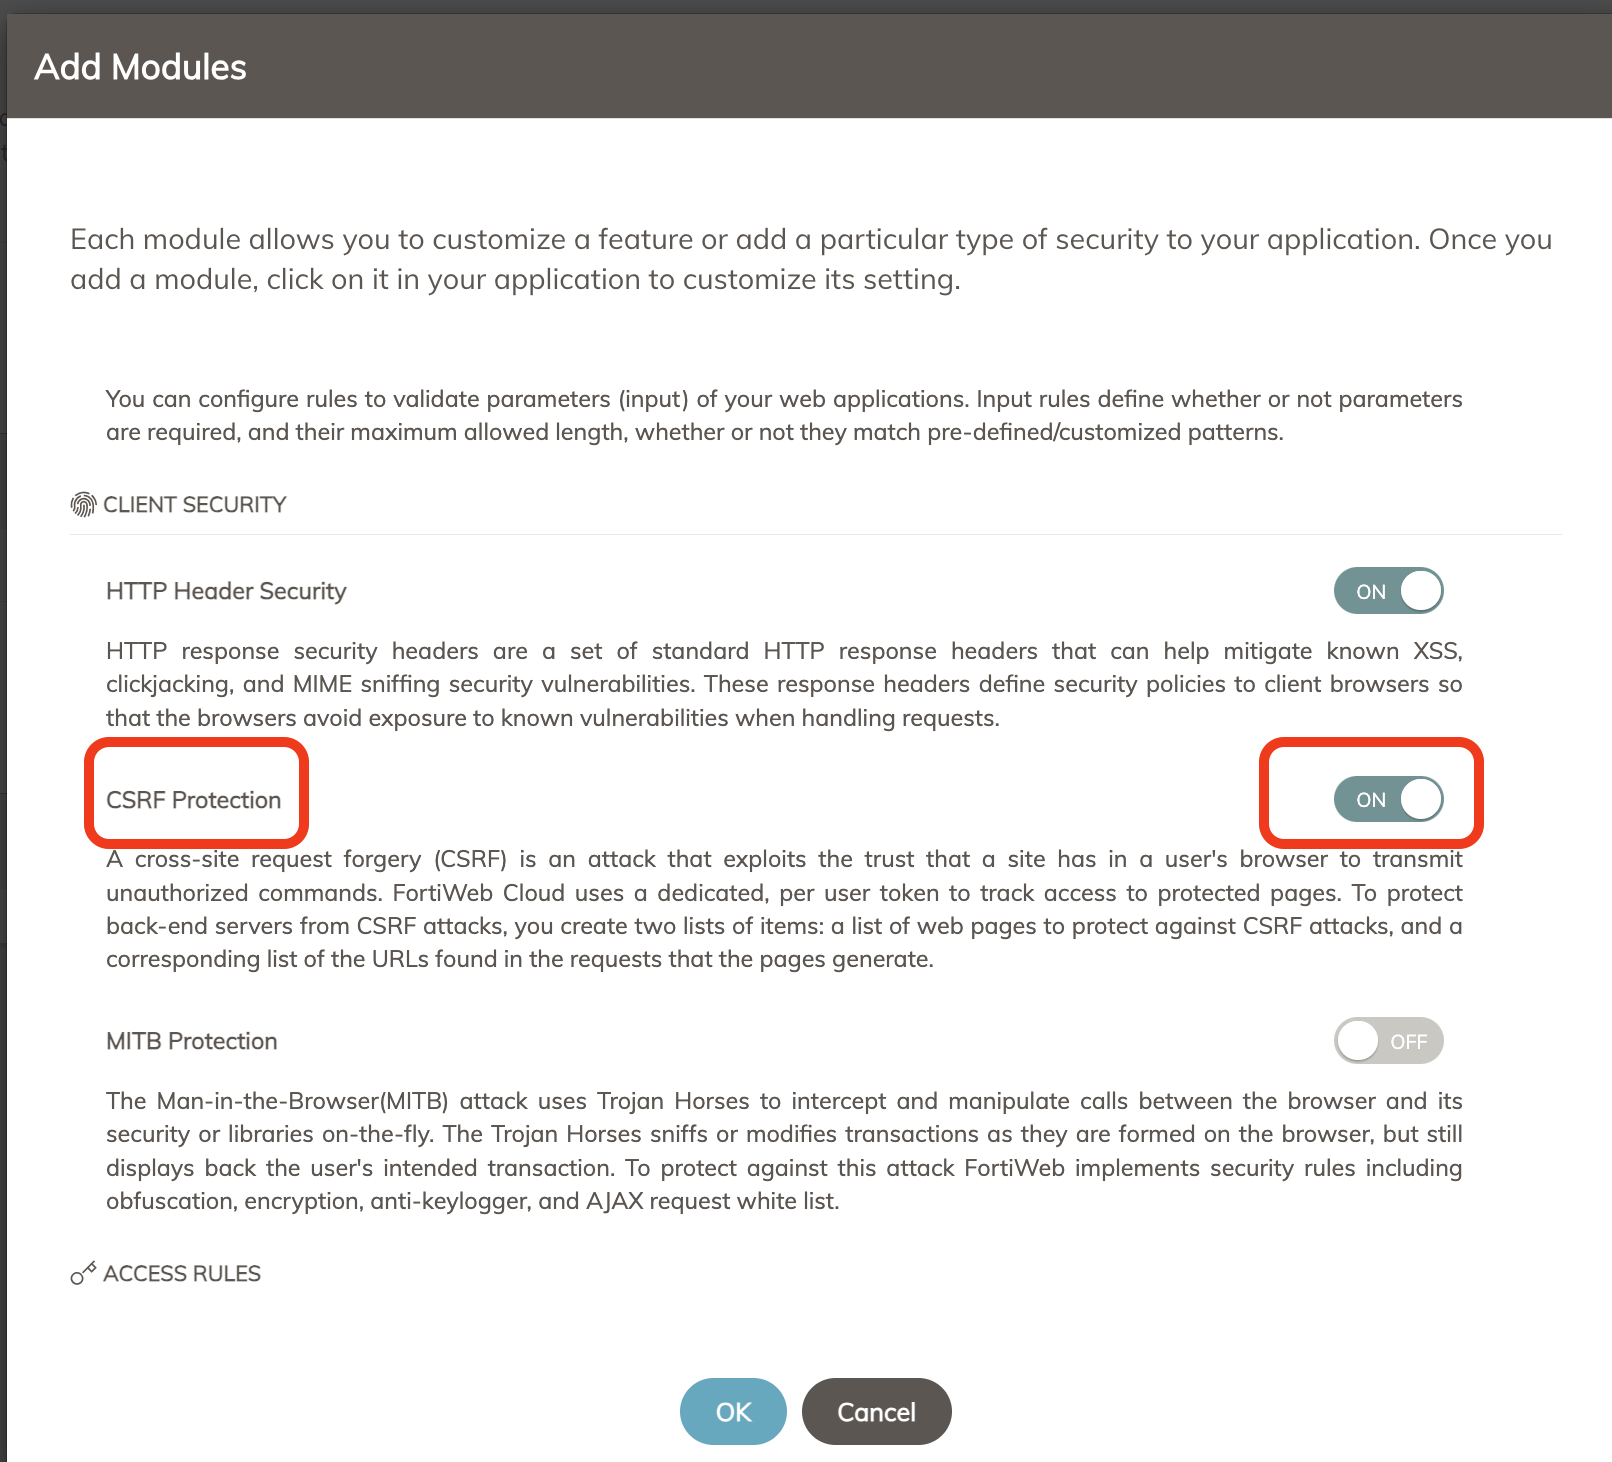 Add Modules
Each module allows you to customize a feature or add a particular type of security to your application. Once you
add a module, click on it in your application to customize its setting.
You can configure rules to validate parameters (input) of your web applications. Input rules define whether or not parameters
are required, and their maximum allowed length, whether or not they match pre-defined/customized patterns.
CLIENT SECURITY
HTTP Header Security ON
HTTP response security headers are a set of standard HTTP response headers that can help mitigate known XSS,
clickjacking, and MIME sniffing security vulnerabilities. These response headers define security policies to client browsers so
that the browsers avoid exposure to known vulnerabilities when handling requests.
CSRF Protection ON
A cross-site request forgery (CSRF) is an attack that exploits the trust that a site has in a user's browser to transmit
unauthorized commands. FortiWeb Cloud uses a dedicated, per user token to track access to protected pages. To protect
back-end servers from CSRF attacks, you create two lists of items: a list of web pages to protect against CSRF attacks, and a
corresponding list of the URLs found in the requests that the pages generate.
MITB Protection OFF
The Man-in-the-Browser(MITB) attack uses Trojan Horses to intercept and manipulate calls between the browser and its
security or libraries on-the-fly. The Trojan Horses sniffs or modifies transactions as they are formed on the browser, but still
displays back the user's intended transaction. To protect against this attack FortiWeb implements security rules including
obfuscation, encryption, anti-keylogger, and AJAX request white list.
ACCESS RULES
OK Cancel